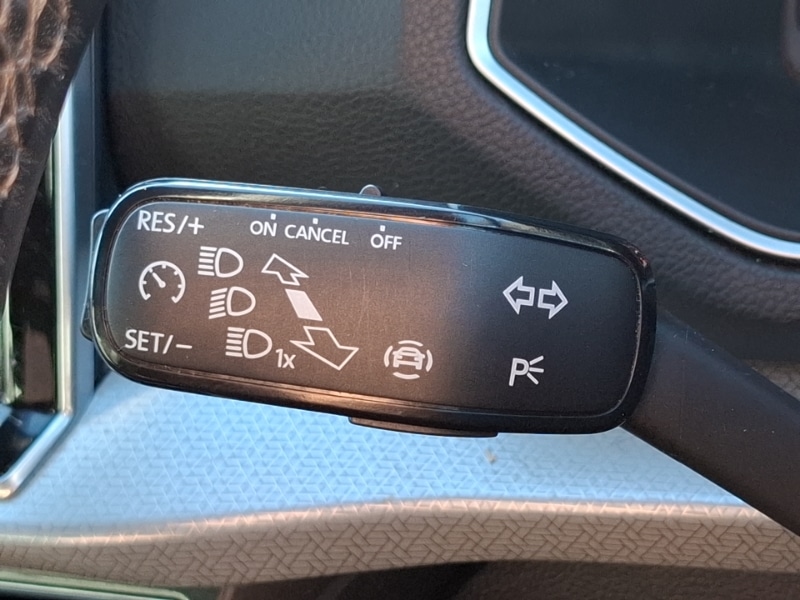 RES/+
ON CANCEL OFF
SET/-
1x
P